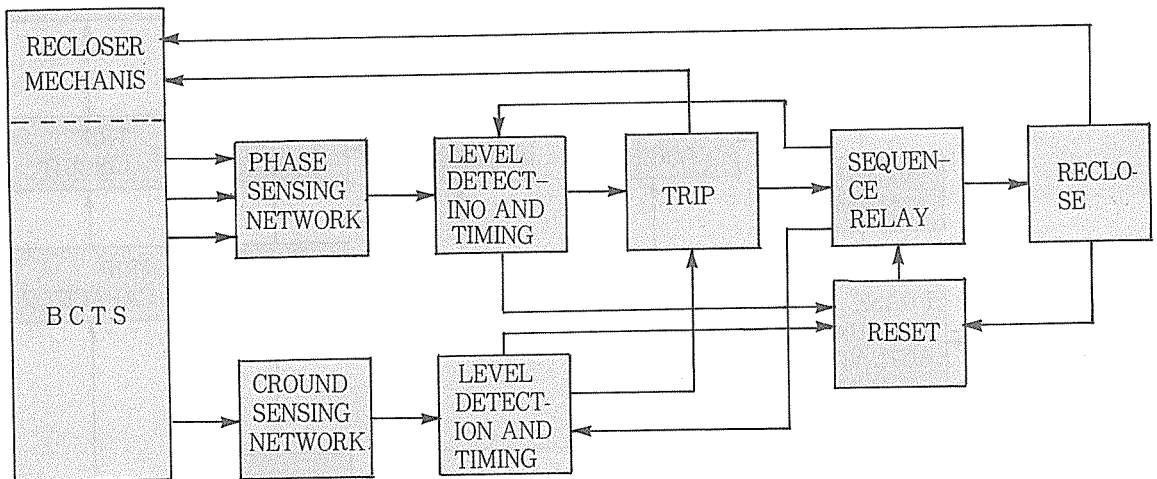 RECLOSER
MECHANIS
B C T S
PHASE
SENSING
NETWORK
LEVEL
DETECT-
INO AND
TIMING
TRIP
SEQUEN-
CE
RELAY
RECLO-
SE
RESET
CROUND
SENSING
NETWORK
LEVEL
DETECT-
ION AND
TIMING